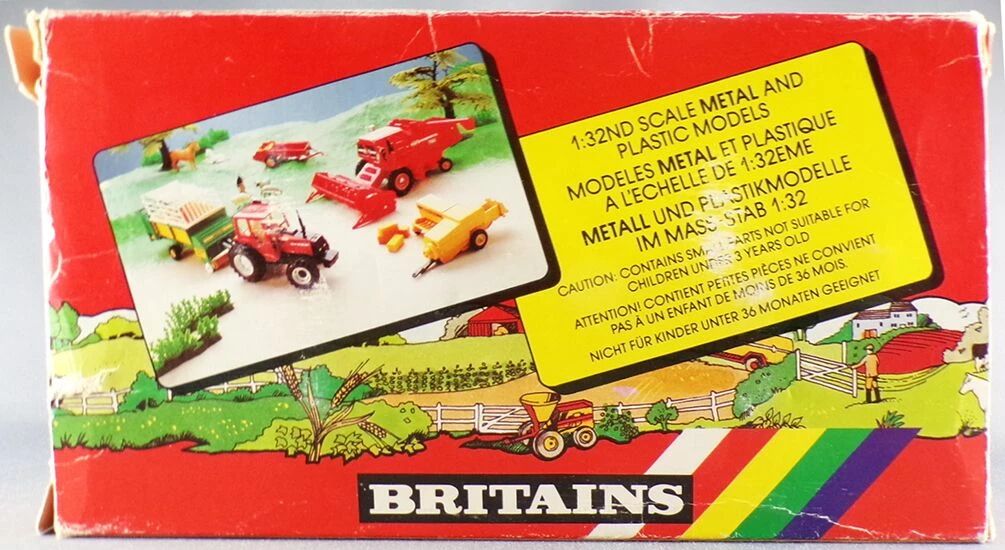 1:32ND SCALE METAL AND
PLASTIC MODELS
MODELES METAL ET PLASTIQUE
A L'ECHELLE DE 1:32EME
METALL UND PLASTIKMODELLE
IM MASS-STAB 1:32
CAUTION: CONTAINS SMALL PARTS NOT SUITABLE FOR
CHILDREN UNDER 3 YEARS OLD
ATTENTION! CONTIENT PETITES PIÈCES NE CONVIENT
PAS À UN ENFANT DE MOINS DE 36 MOIS.
NICHT FÜR KINDER UNTER 36 MONATEN GEEIGNET
BRITAINS